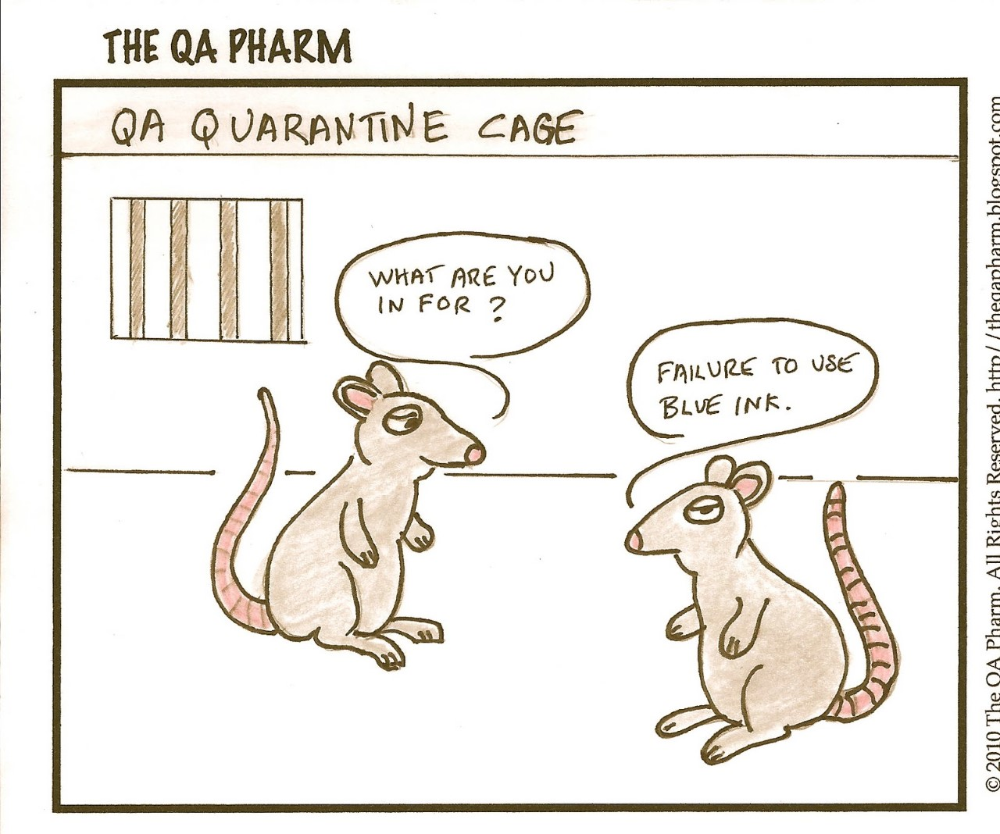 THE QA PHARM
QA QUARANTINE CAGE
WHAT ARE YOU
IN FOR ?
FAILURE TO USE
BLUE INK.
© 2010 The QA Pharm. All Rights Reserved. http//theqapharm.blogspot.com